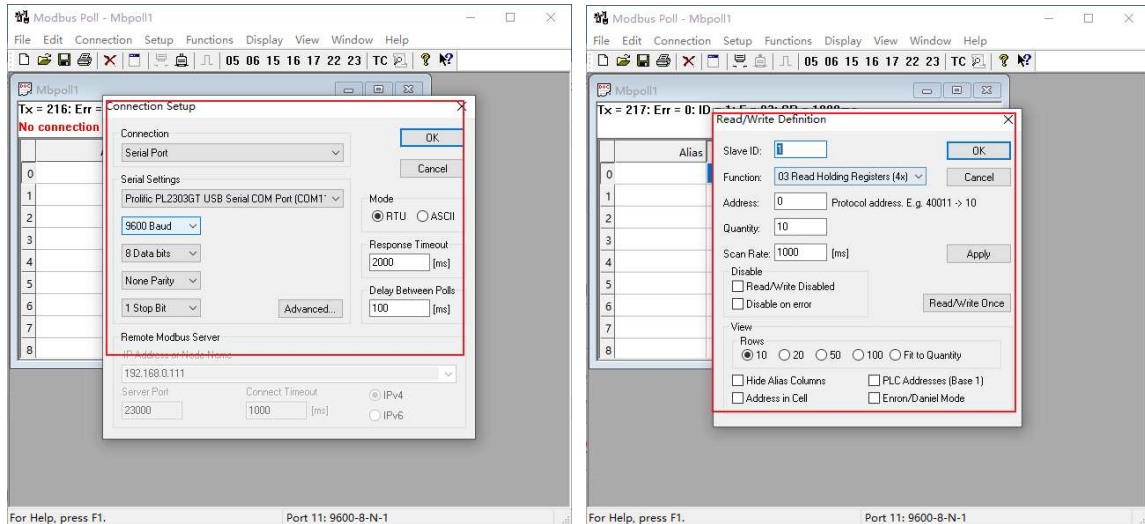 Modbus Poll - Mbpoll1
File Edit Connection Setup Functions Display View Window Help
05 06 15 16 17 22 23 TC
Mbpoll1
Tx = 216: Err =
No connection
Connection Setup
Connection
Serial Port
OK
Cancel
Serial Settings
Prolific PL2303GT USB Serial COM Port (COM1
9600 Baud
8 Data bits
None Parity
1 Stop Bit
Advanced...
Mode
RTU ASCII
Response Timeout
2000 [ms]
Delay Between Polls
100 [ms]
Remote Modbus Server
IP Address or Node Name
192.168.0.111
Server Port
23000
Connect Timeout
1000 [ms]
IPv4
IPv6
0
1
2
3
4
5
6
7
8
For Help, press F1.
Port 11: 9600-8-N-1
Modbus Poll - Mbpoll1
File Edit Connection Setup Functions Display View Window Help
05 06 15 16 17 22 23 TC
Mbpoll1
Tx = 217: Err = 0: ID = 1: F = 03: SR = 1000ms
Alias
0
1
2
3
4
5
6
7
8
Read/Write Definition
Slave ID: 1
OK
Function: 03 Read Holding Registers (4x)
Cancel
Address: 0 Protocol address. E.g. 40011 -> 10
Quantity: 10
Scan Rate: 1000 [ms]
Apply
Disable
Read/Write Disabled
Disable on error
Read/Write Once
View
Rows
10 20 50 100 Fit to Quantity
Hide Alias Columns
PLC Addresses (Base 1)
Address in Cell
Enron/Daniel Mode
For Help, press F1.
Port 11: 9600-8-N-1